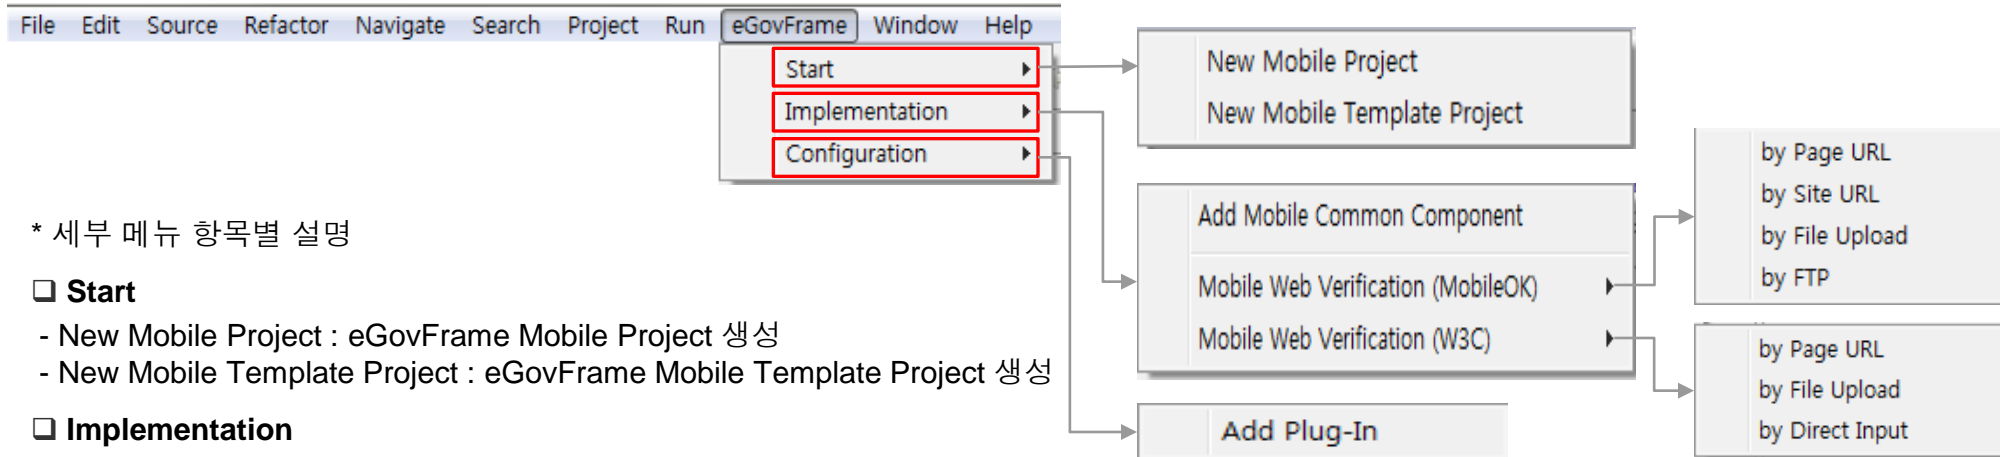 File Edit Source Refactor Navigate Search Project Run eGovFrame Window Help
Start
Implementation
Configuration
New Mobile Project
New Mobile Template Project
Add Mobile Common Component
Mobile Web Verification (MobileOK)
Mobile Web Verification (W3C)
Add Plug-In
by Page URL
by Site URL
by File Upload
by FTP
by Page URL
by File Upload
by Direct Input
* 세부 메뉴 항목별 설명
❑ Start
- New Mobile Project : eGovFrame Mobile Project 생성
- New Mobile Template Project : eGovFrame Mobile Template Project 생성
❑ Implementation